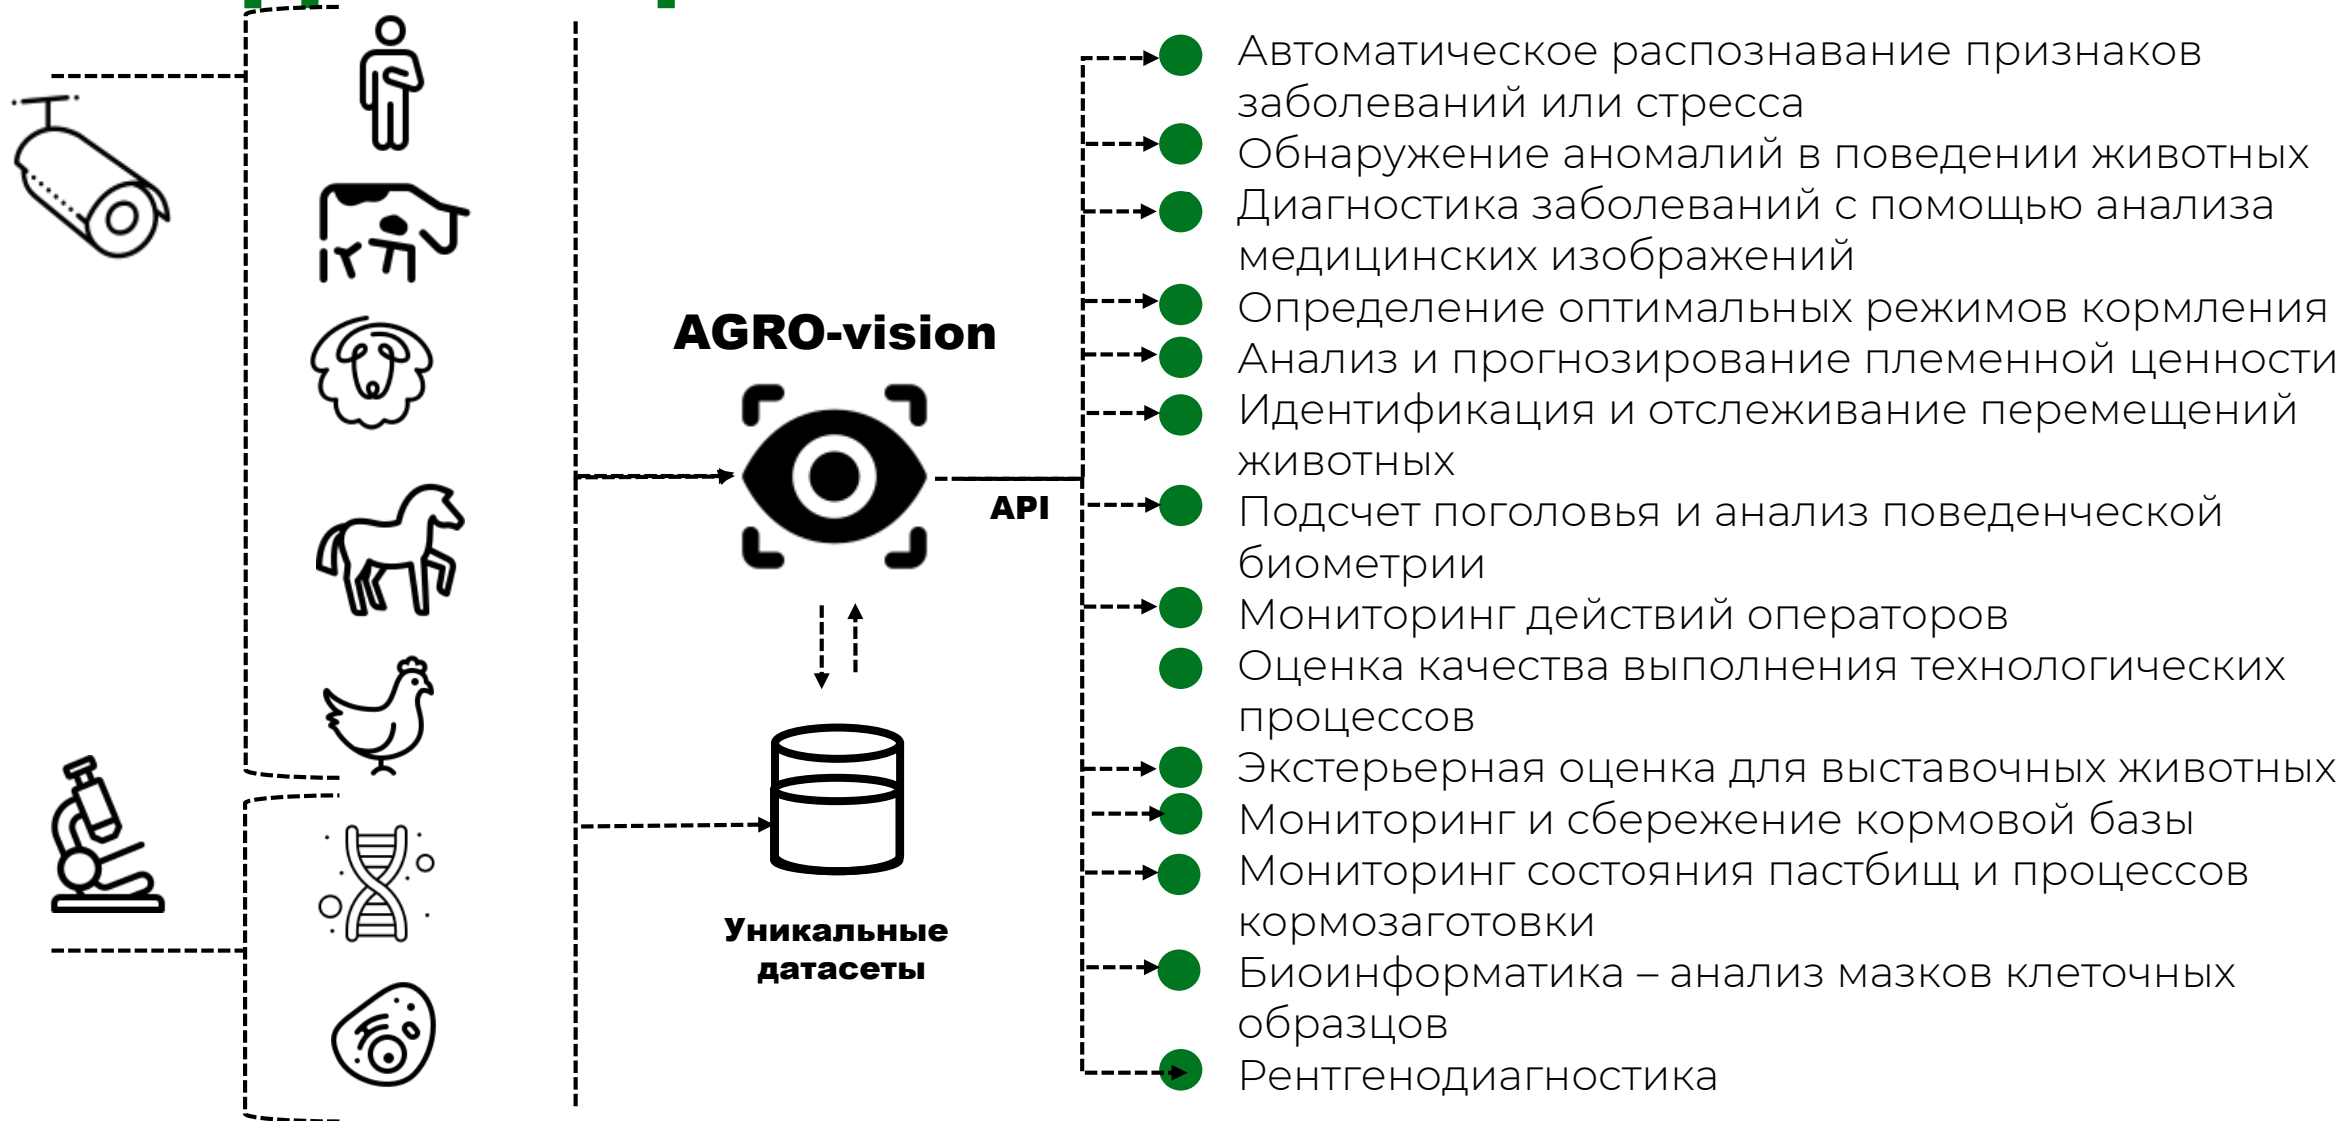 AGRO-vision
API
Уникальные
датасеты
Автоматическое распознавание признаков
заболеваний или стресса
Обнаружение аномалий в поведении животных
Диагностика заболеваний с помощью анализа
медицинских изображений
Определение оптимальных режимов кормления
Анализ и прогнозирование племенной ценности
Идентификация и отслеживание перемещений
животных
Подсчет поголовья и анализ поведенческой
биометрии
Мониторинг действий операторов
Оценка качества выполнения технологических
процессов
Экстерьерная оценка для выставочных животных
Мониторинг и сбережение кормовой базы
Мониторинг состояния пастбищ и процессов
кормозаготовки
Биоинформатика – анализ мазков клеточных
образцов
Рентгенодиагностика